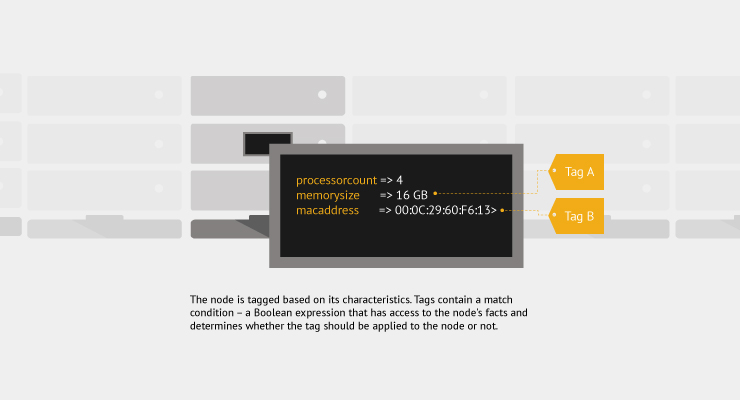 processorcount => 4
memorysize => 16 GB
macaddress => 00:0C:29:60:F6:13>
Tag A
Tag B
The node is tagged based on its characteristics. Tags contain a match
condition – a Boolean expression that has access to the node's facts and
determines whether the tag should be applied to the node or not.